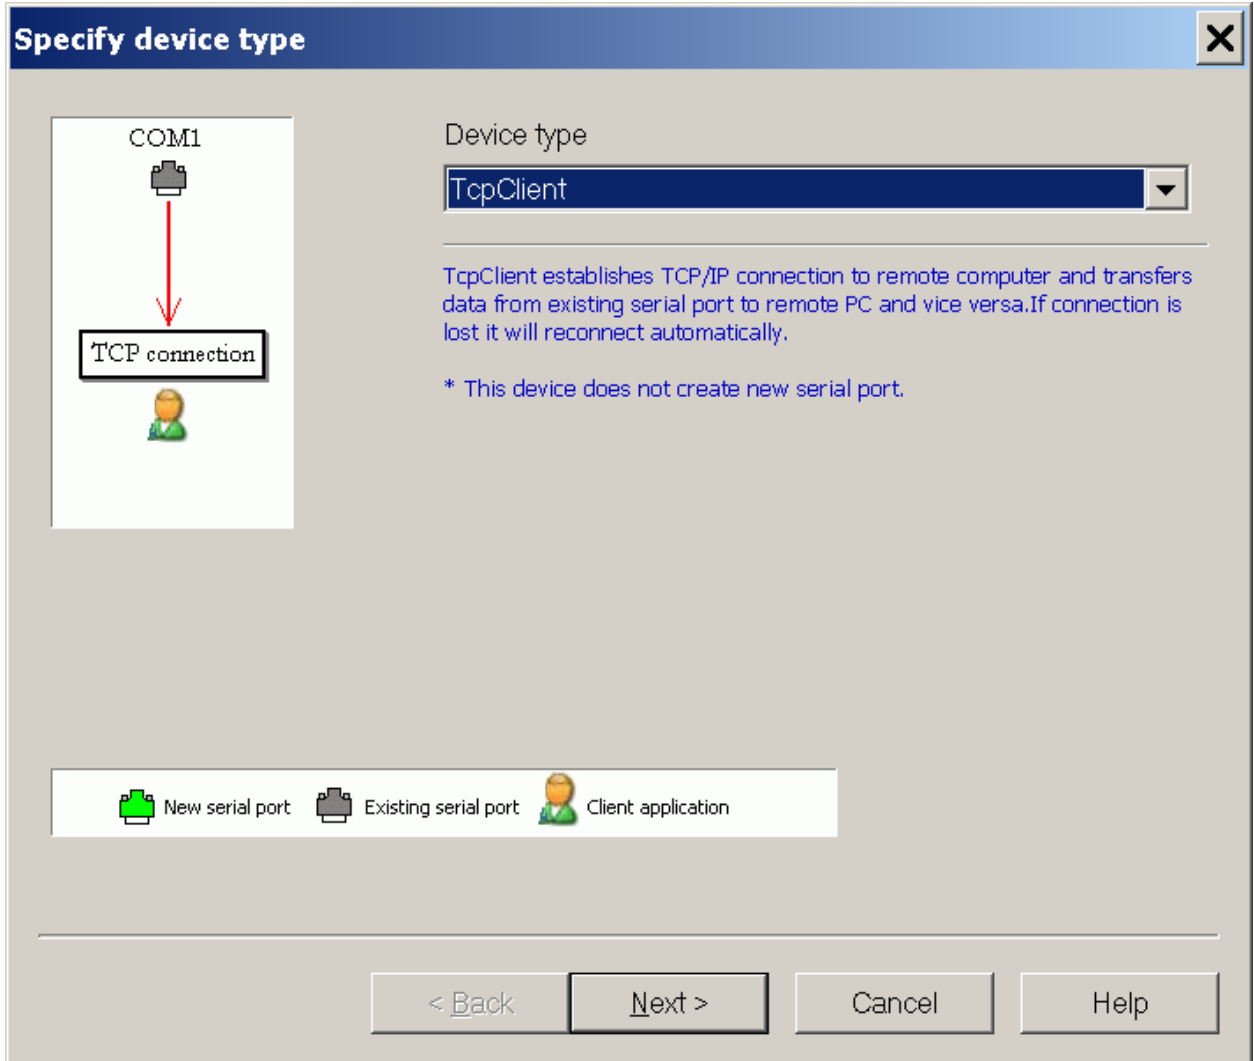 Specify device type
COM1
TCP connection
Device type
TcpClient
TcpClient establishes TCP/IP connection to remote computer and transfers
data from existing serial port to remote PC and vice versa.If connection is
lost it will reconnect automatically.
* This device does not create new serial port.
New serial port Existing serial port Client application
< Back Next > Cancel Help